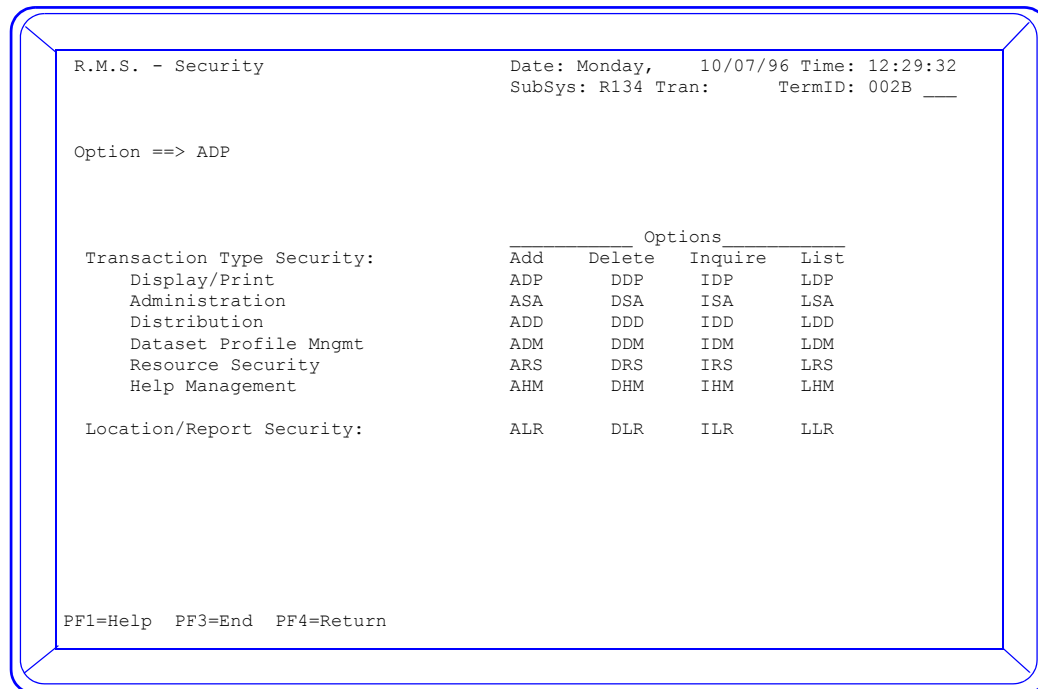 R.M.S. - Security Date: Monday, 10/07/96 Time: 12:29:32
SubSys: R134 Tran: TermID: 002B ___
Option ==> ADP
___________ Options___________
Transaction Type Security: Add Delete Inquire List
Display/Print ADP DDP IDP LDP
Administration ASA DSA ISA LSA
Distribution ADD DDD IDD LDD
Dataset Profile Mngmt ADM DDM IDM LDM
Resource Security ARS DRS IRS LRS
Help Management AHM DHM IHM LHM
Location/Report Security: ALR DLR ILR LLR
PF1=Help PF3=End PF4=Return